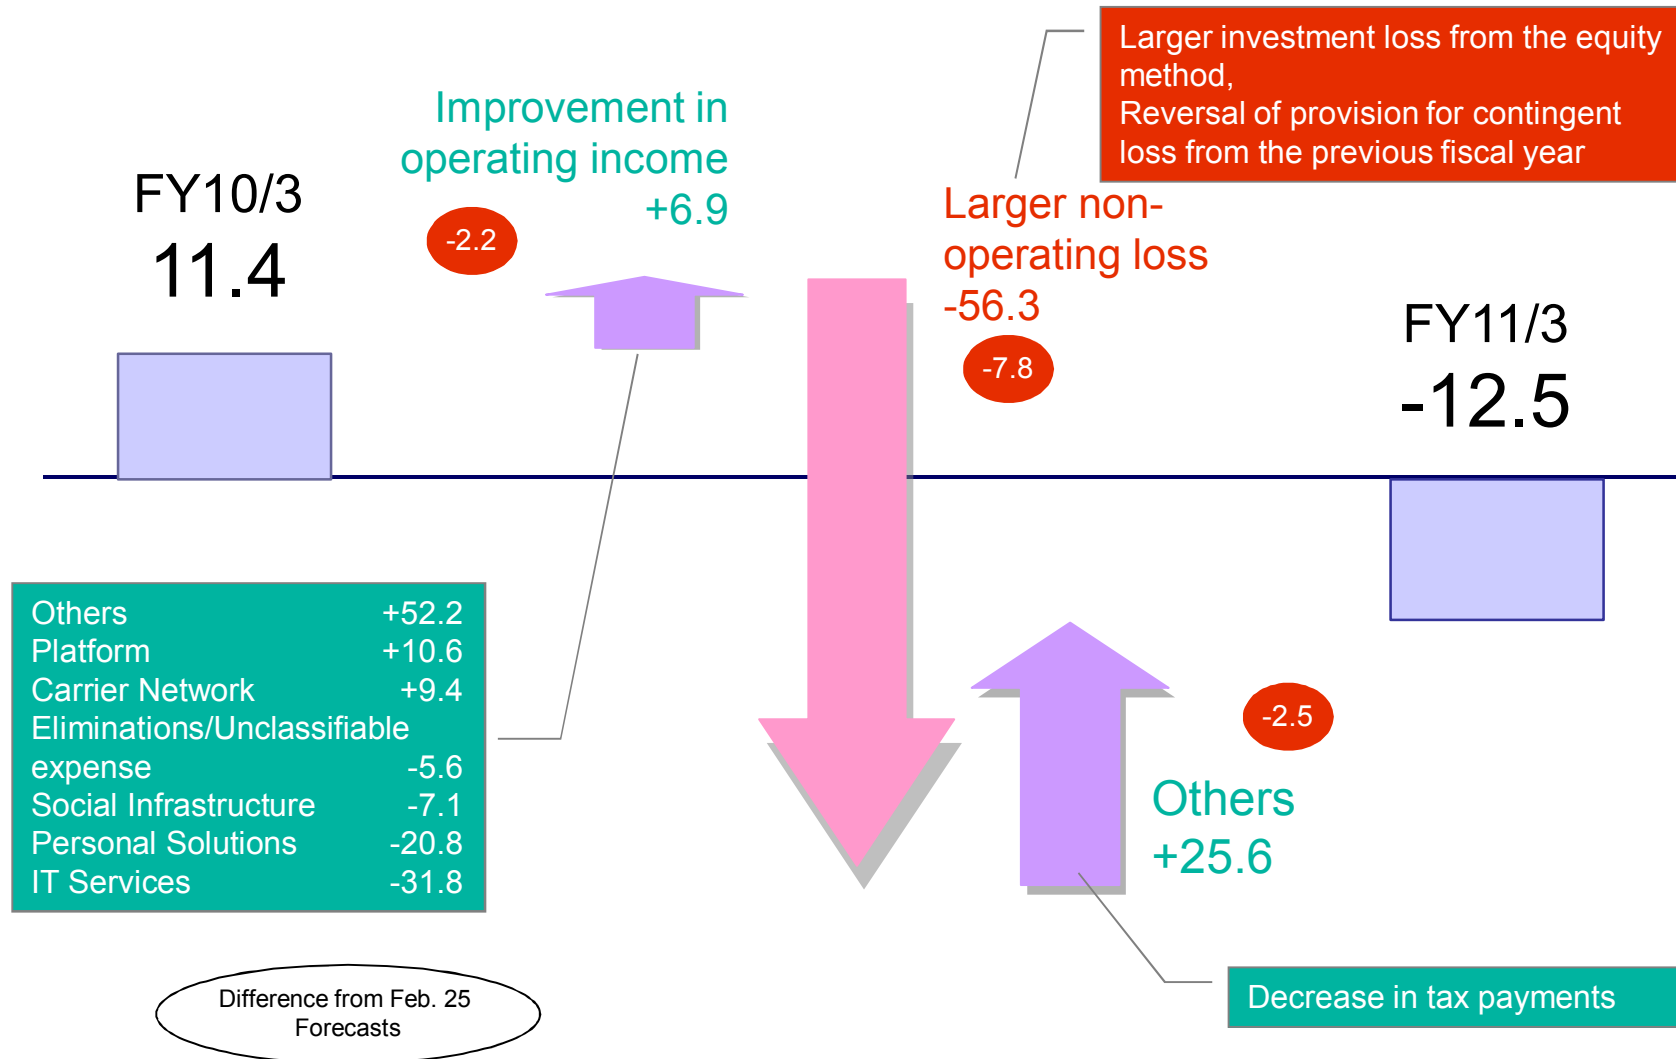 FY10/3
11.4
Improvement in
operating income
+6.9
-2.2
Larger investment loss from the equity
method,
Reversal of provision for contingent
loss from the previous fiscal year
Larger non-
operating loss
-56.3
-7.8
FY11/3
-12.5
Others +52.2
Platform +10.6
Carrier Network +9.4
Eliminations/Unclassifiable
expense -5.6
Social Infrastructure -7.1
Personal Solutions -20.8
IT Services -31.8
-2.5
Others
+25.6
Decrease in tax payments
Difference from Feb. 25
Forecasts